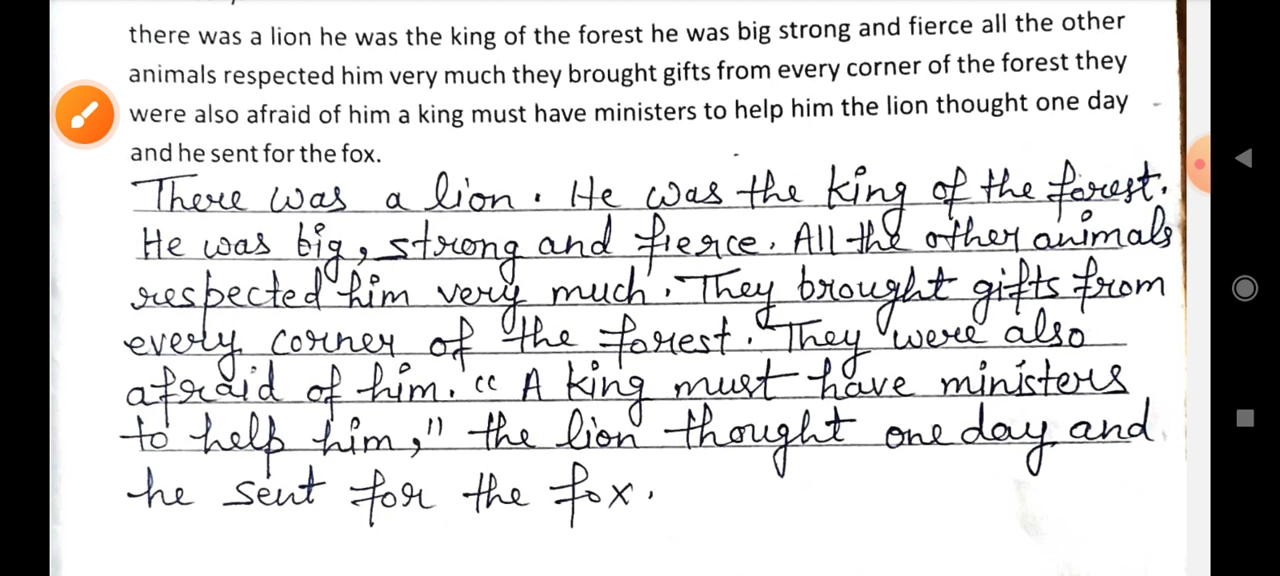 there was a lion he was the king of the forest he was big strong and fierce all the other
animals respected him very much they brought gifts from every corner of the forest they
were also afraid of him a king must have ministers to help him the lion thought one day
and he sent for the fox.
There was a lion. He was the king of the forest.
He was big, strong and fierce. All the other animals
respected him very much. They brought gifts from
every corner of the forest. They were also
afraid of him. “ A king must have ministers
to help him,” the lion thought one day and
he sent for the fox.